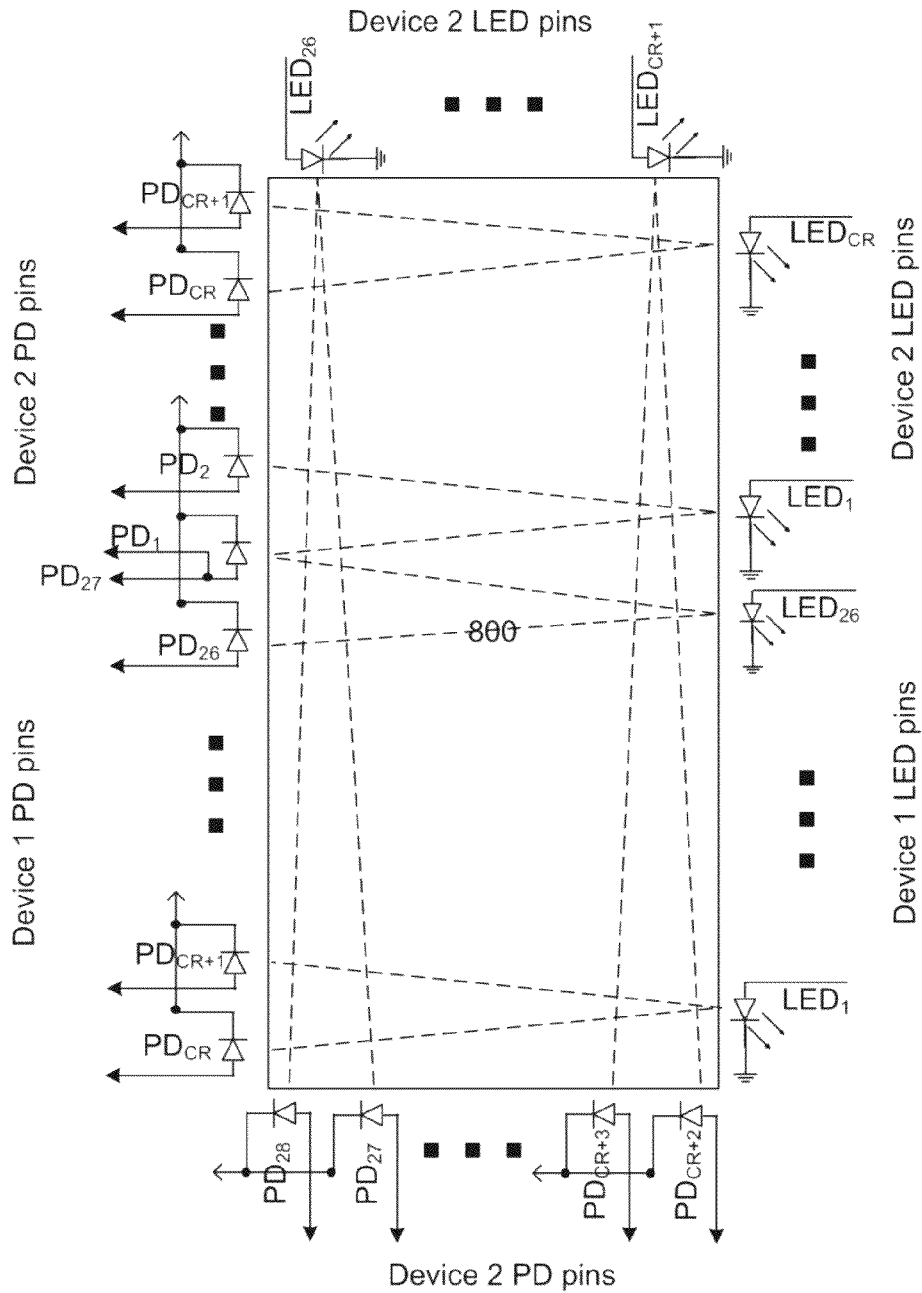 Device 2 LED pins
LED26
LEDCR+1
PDCR+1
LEDCR
PDCR
Device 2 PD pins
Device 2 LED pins
PD2
LED1
PD1
PD27
LED26
PD26
800
Device 1 PD pins
Device 1 LED pins
PDCR+1
LED1
PDCR
PD28
PD27
PDCR+3
PDCR+2
Device 2 PD pins